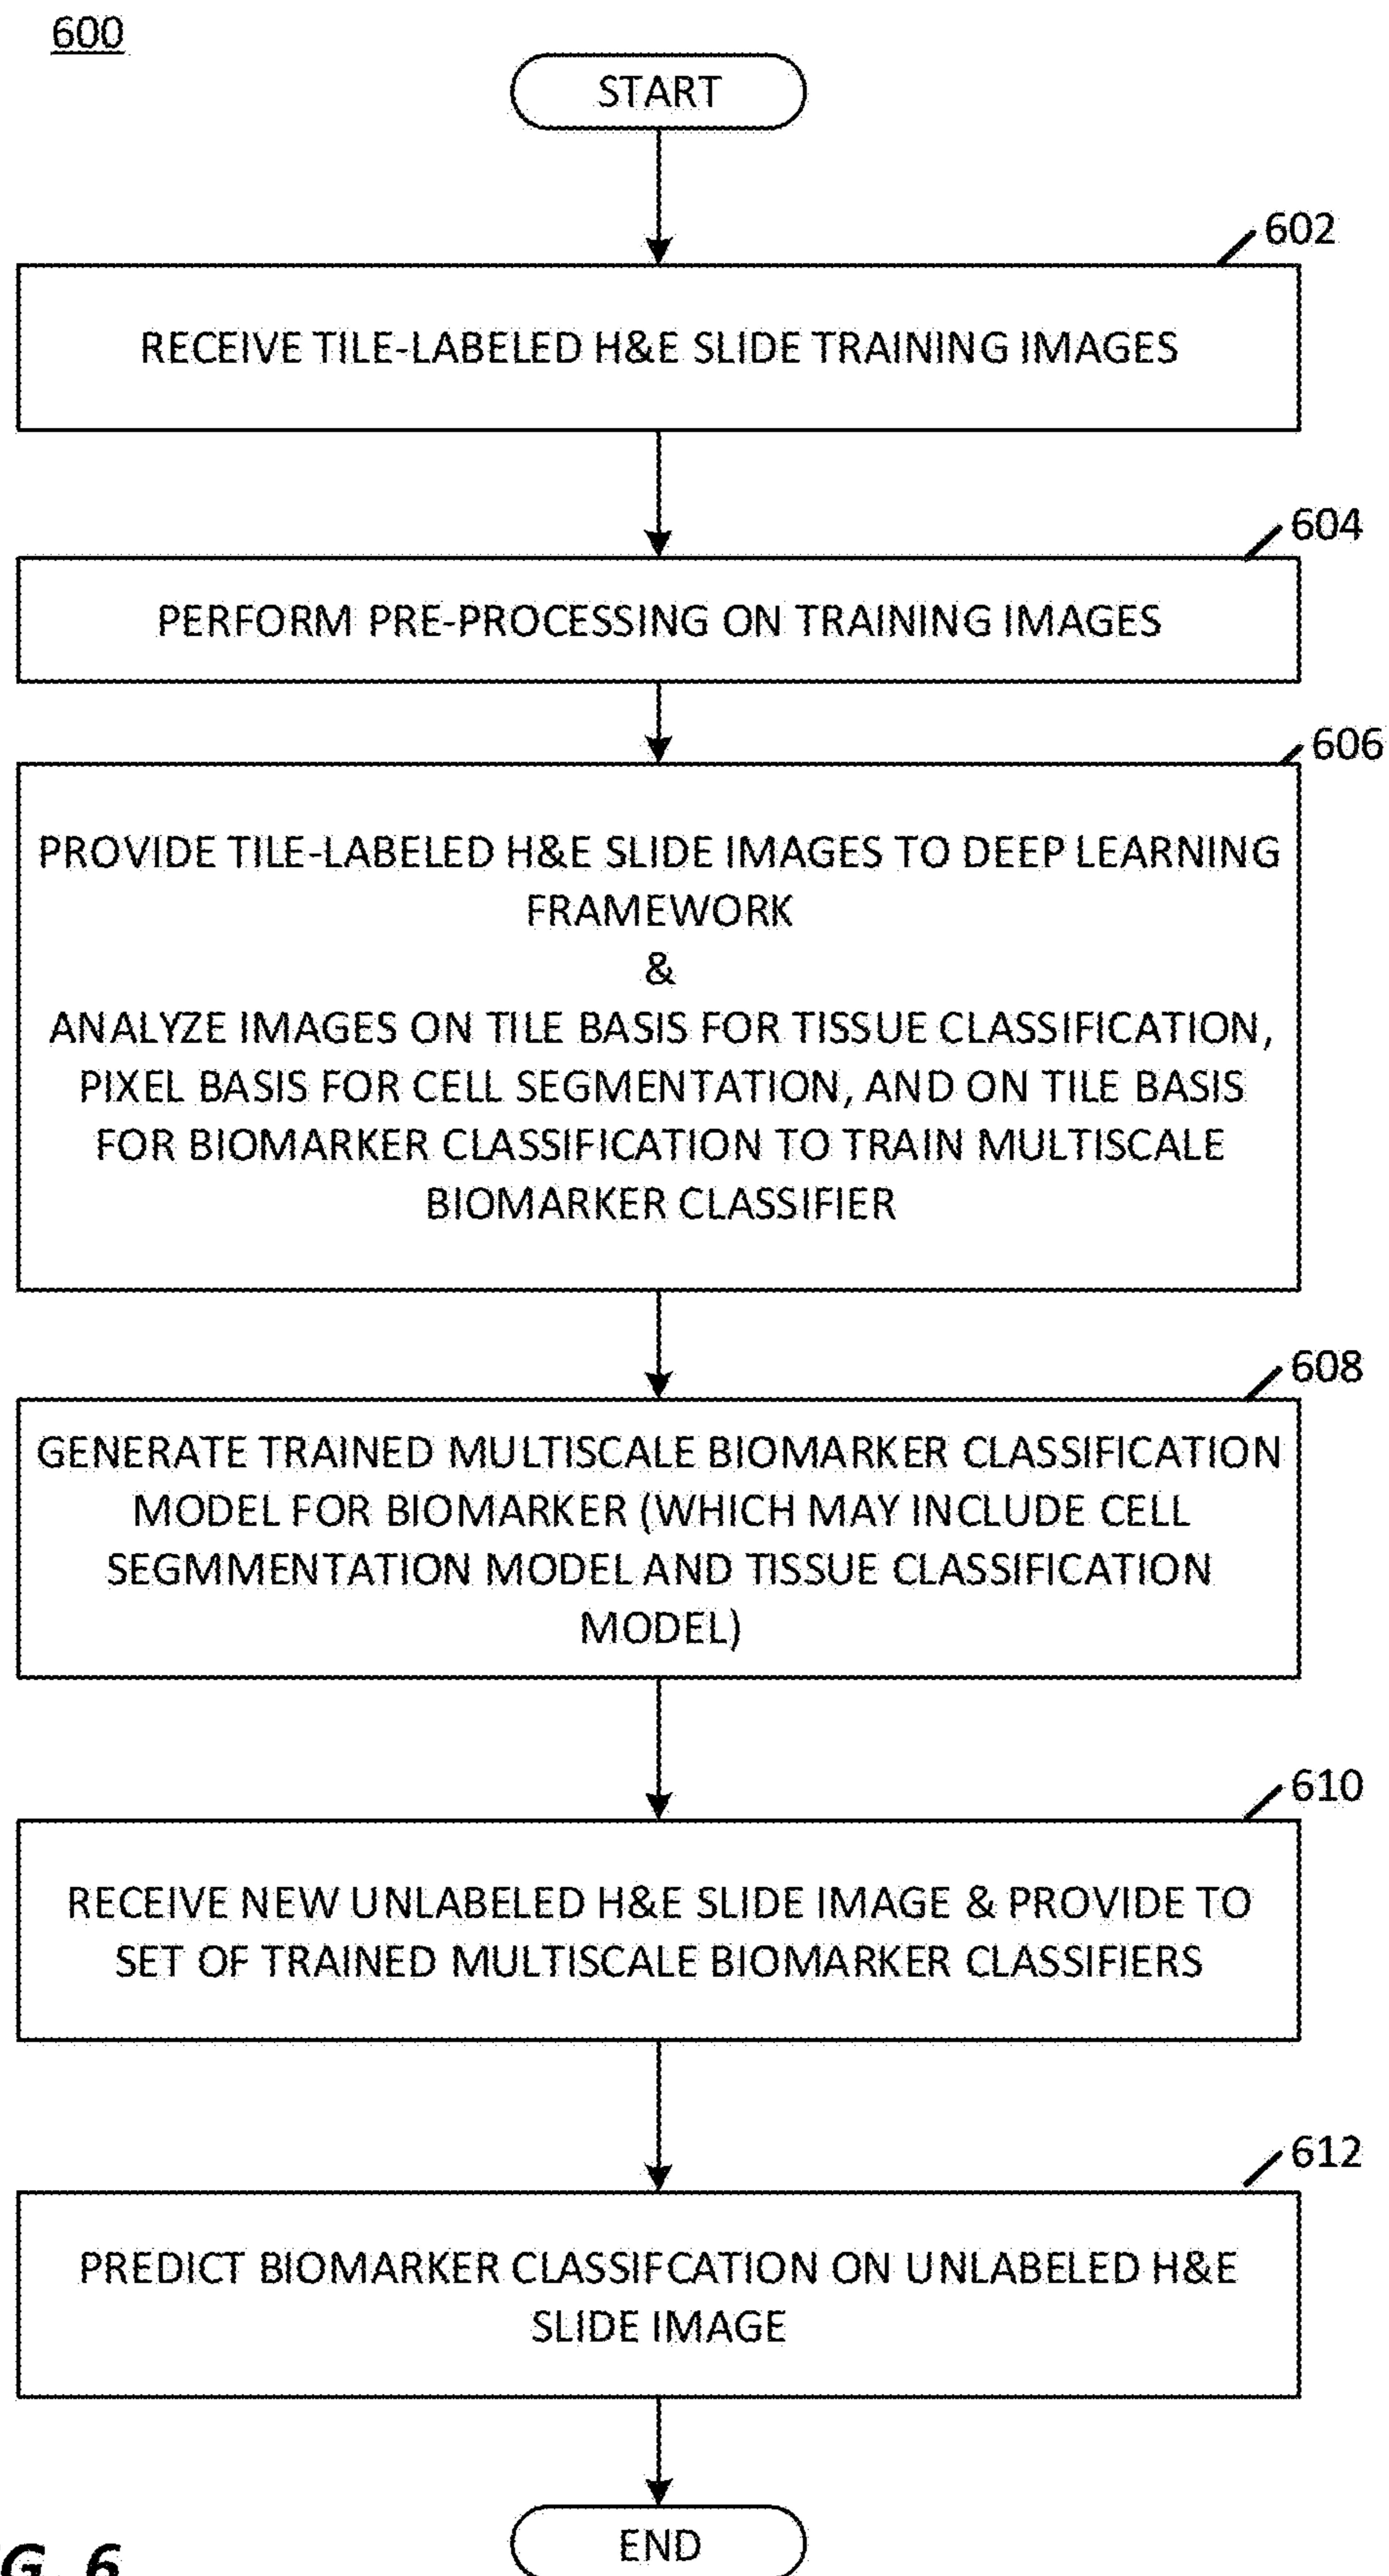 600
START
602
RECEIVE TILE-LABELED H&E SLIDE TRAINING IMAGES
604
PERFORM PRE-PROCESSING ON TRAINING IMAGES
606
PROVIDE TILE-LABELED H&E SLIDE IMAGES TO DEEP LEARNING
FRAMEWORK
&
ANALYZE IMAGES ON TILE BASIS FOR TISSUE CLASSIFICATION,
PIXEL BASIS FOR CELL SEGMENTATION, AND ON TILE BASIS
FOR BIOMARKER CLASSIFICATION TO TRAIN MULTISCALE
BIOMARKER CLASSIFIER
608
GENERATE TRAINED MULTISCALE BIOMARKER CLASSIFICATION
MODEL FOR BIOMARKER (WHICH MAY INCLUDE CELL
SEGMMENTATION MODEL AND TISSUE CLASSIFICATION
MODEL)
610
RECEIVE NEW UNLABELED H&E SLIDE IMAGE & PROVIDE TO
SET OF TRAINED MULTISCALE BIOMARKER CLASSIFIERS
612
PREDICT BIOMARKER CLASSIFCATION ON UNLABELED H&E
SLIDE IMAGE
END
G. 6